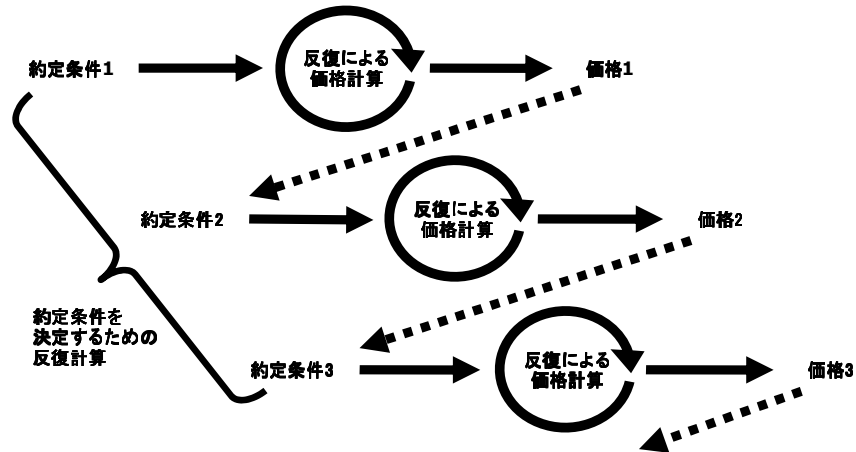 約定条件1
反復による
価格計算
価格1
約定条件2
反復による
価格計算
価格2
約定条件を
決定するための
反復計算
約定条件3
反復による
価格計算
価格3